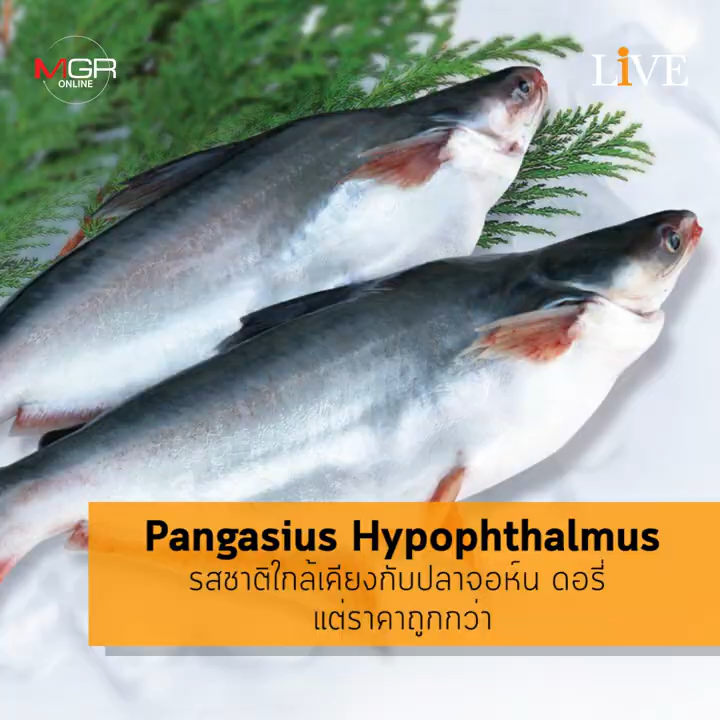 MGR
ONLINE
LiVE
Pangasius Hypophthalmus
รสชาติใกล้เคียงกับปลาจอห์น ดอรี่
แต่ราคาถูกกว่า